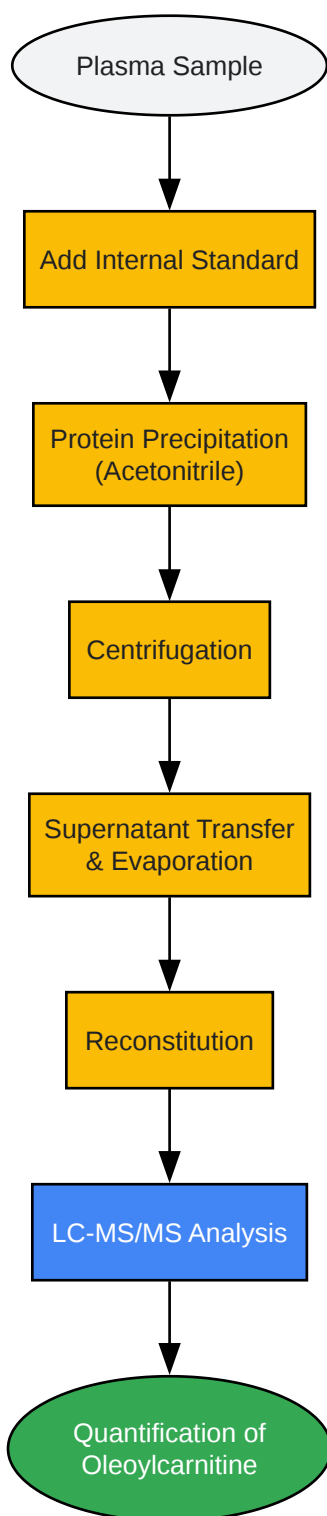 Plasma Sample
Add Internal Standard
Protein Precipitation
(Acetonitrile)
Centrifugation
Supernatant Transfer
& Evaporation
Reconstitution
LC-MS/MS Analysis
Quantification of
Oleoylcarnitine